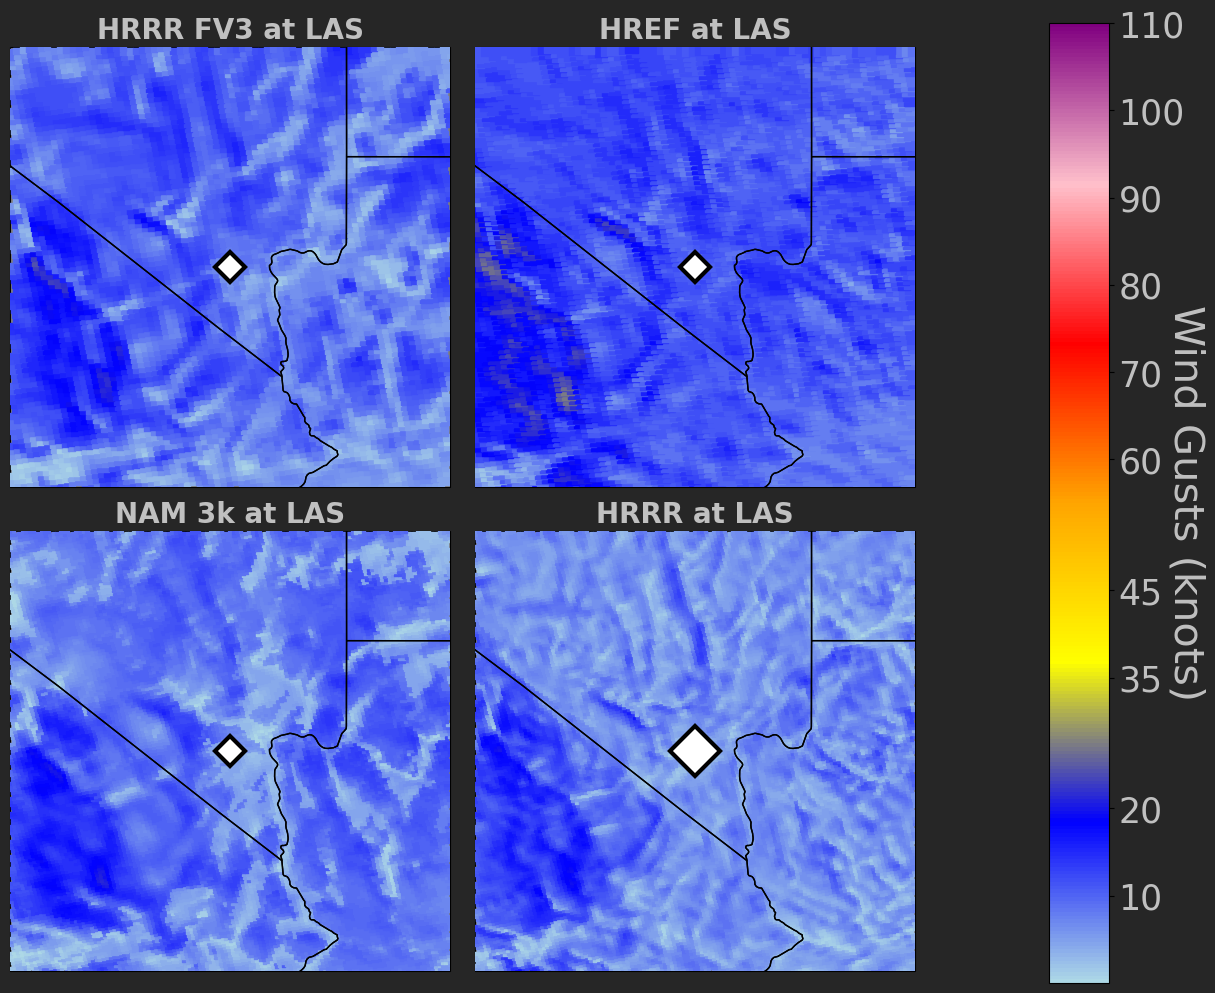 HRRR FV3 at LAS
HREF at LAS
NAM 3k at LAS
HRRR at LAS
110
100
90
80
70
60
45
35
20
10
Wind Gusts (knots)